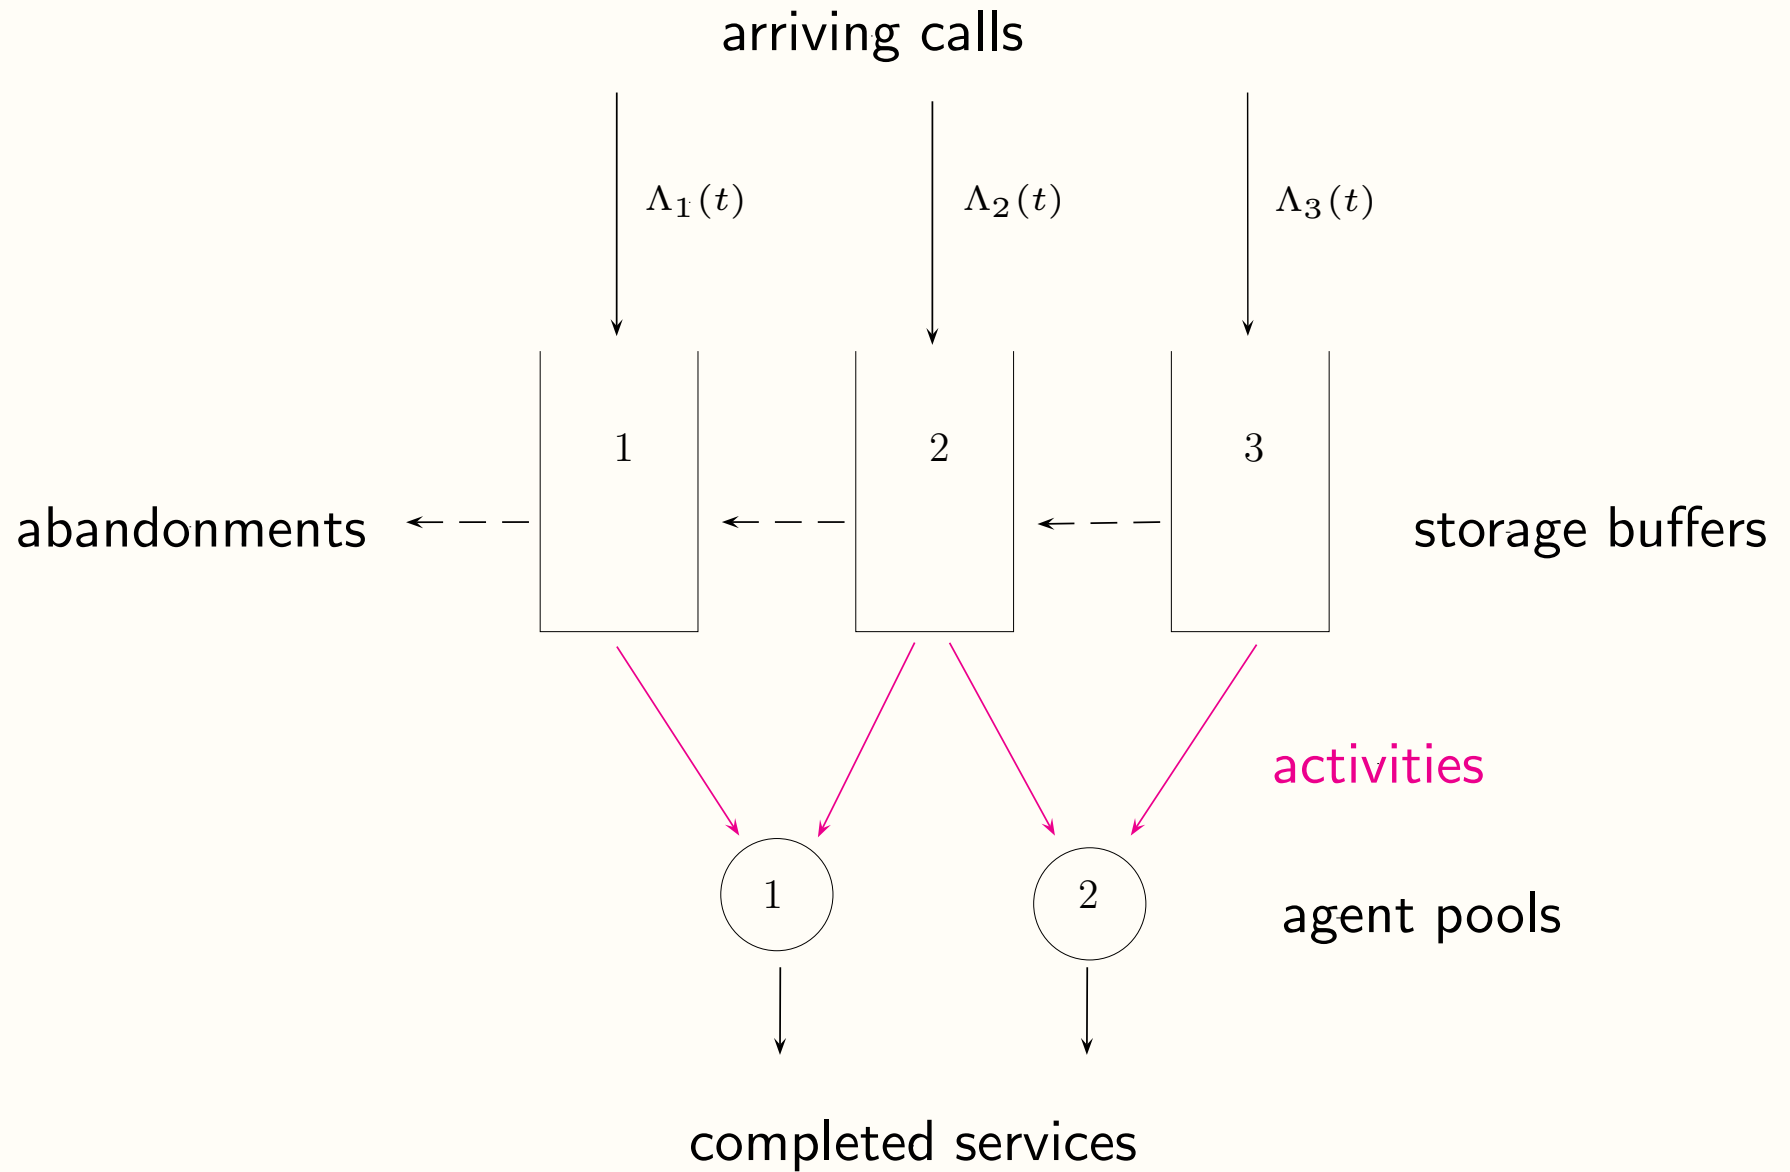 arriving calls
Λ₁(t) Λ₂(t) Λ₃(t)
1 2 3
abandonments storage buffers
activities
1 2
agent pools
completed services